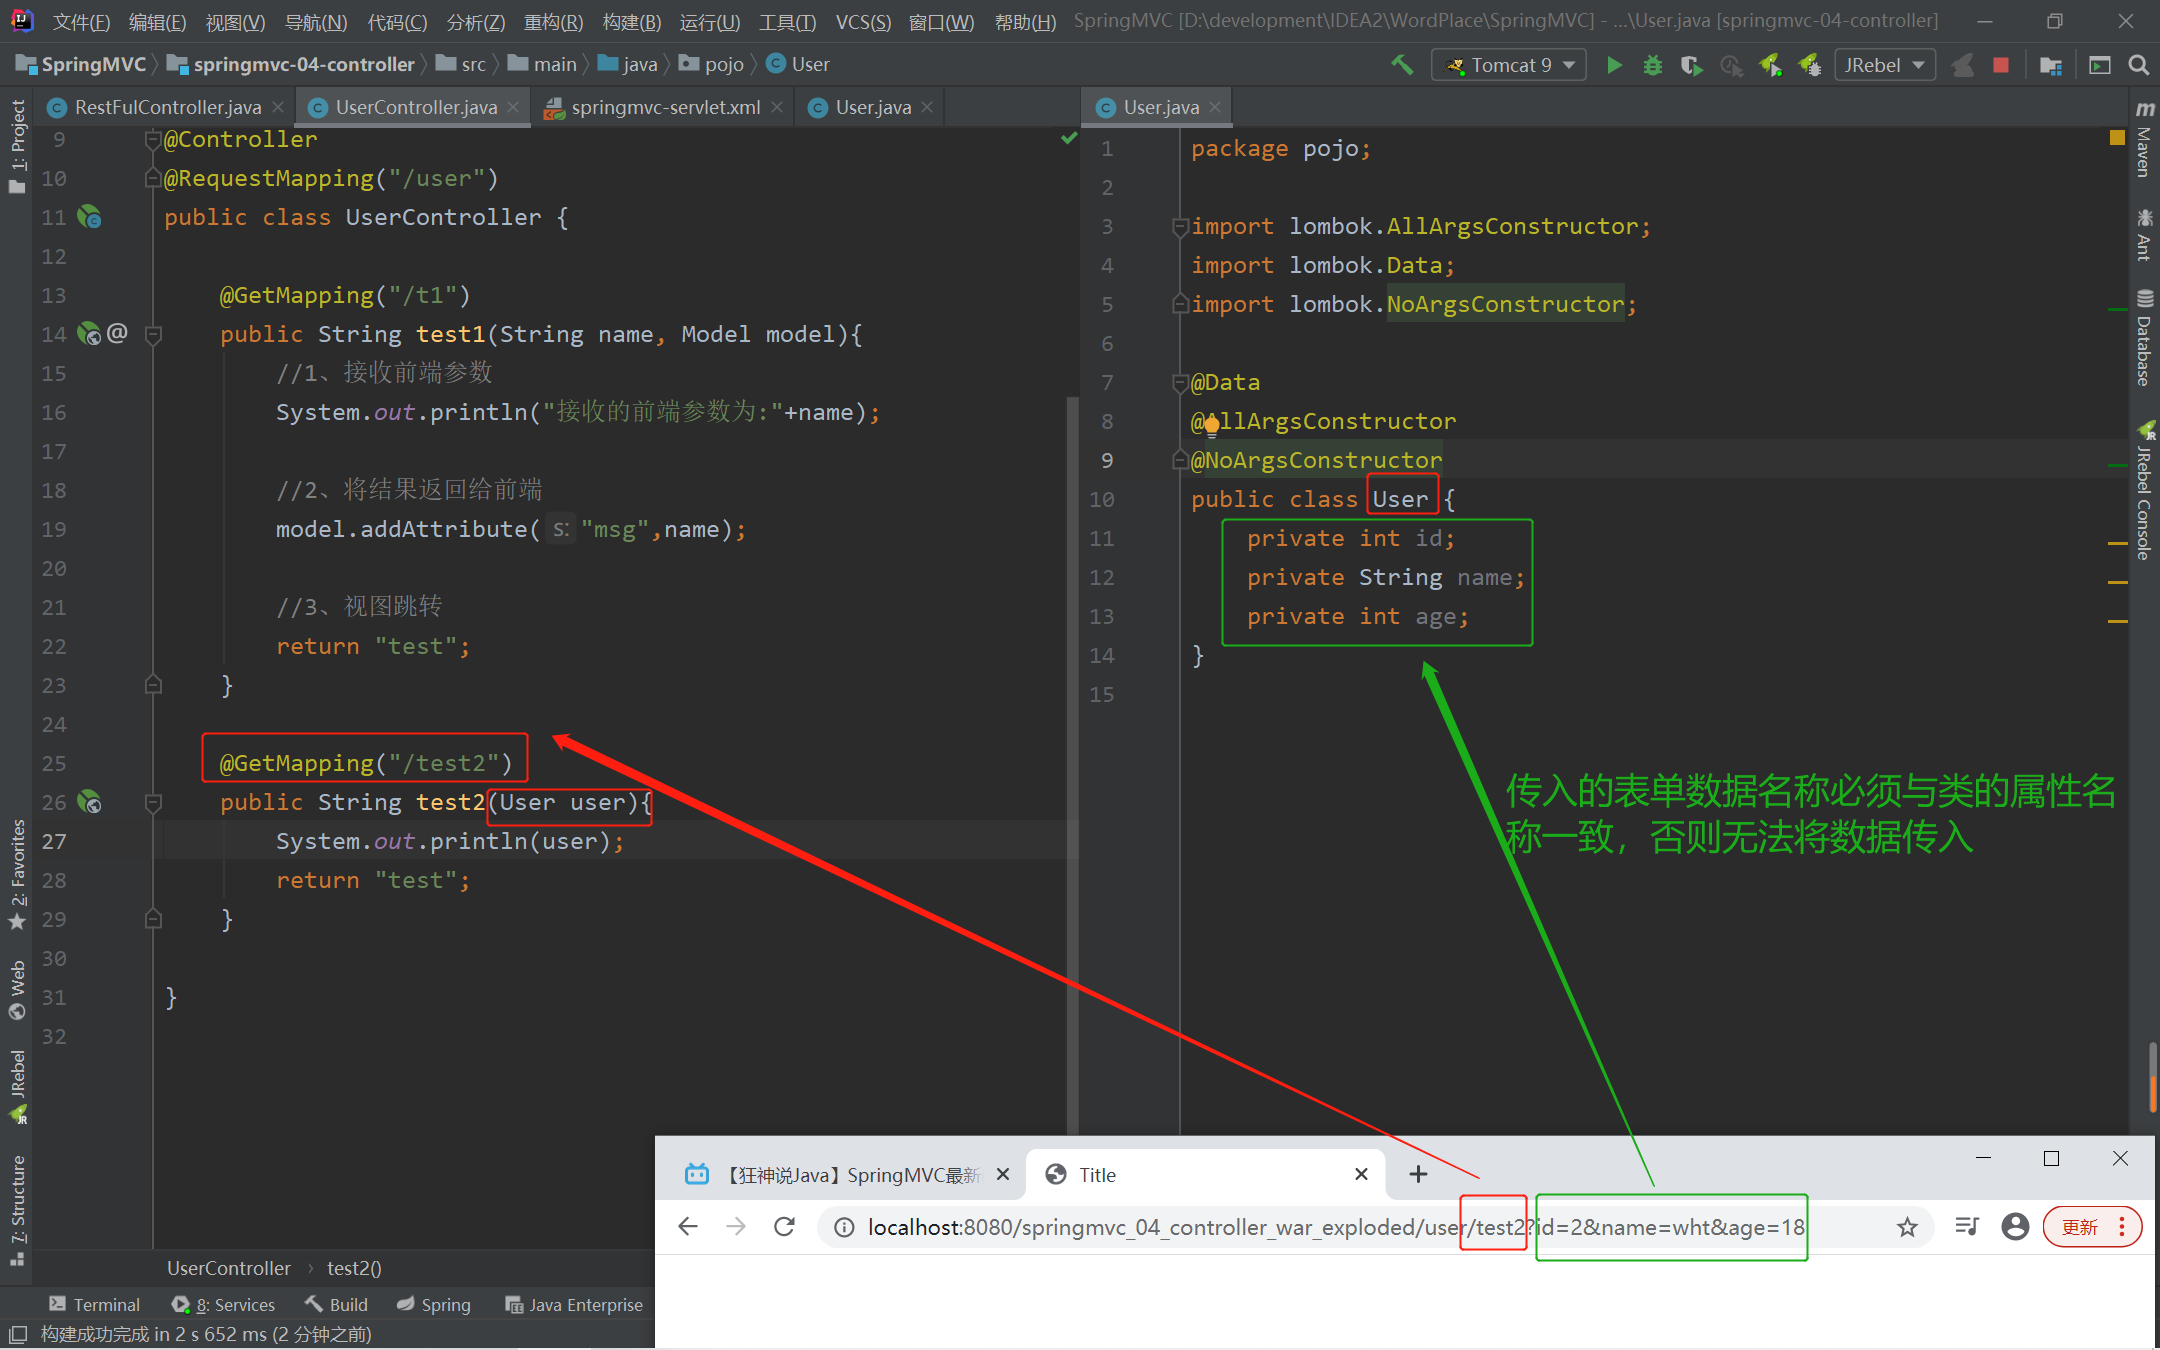 文件(F) 编辑(E) 视图(V) 导航(N) 代码(C) 分析(Z) 重构(R) 构建(B) 运行(U) 工具(T) VCS(S) 窗口(W) 帮助(H) SpringMVC [D:\development\IDEA2\WordPlace\SpringMVC] - ...\User.java [springmvc-04-controller]
SpringMVC springmvc-04-controller src main java pojo User Tomcat 9 JRebel
RestFulController.java UserController.java springmvc-servlet.xml User.java
9 @Controller
10 @RequestMapping("/user")
11 public class UserController {
12
13 @GetMapping("/t1")
14 public String test1(String name, Model model){
15 //1、接收前端参数
16 System.out.println("接收的前端参数为:"+name);
17
18 //2、将结果返回给前端
19 model.addAttribute( s: "msg",name);
20
21 //3、视图跳转
22 return "test";
23 }
24
25 @GetMapping("/test2")
26 public String test2(User user){
27 System.out.println(user);
28 return "test";
29 }
30
31 }
32
User.java
1 package pojo;
2
3 import lombok.AllArgsConstructor;
4 import lombok.Data;
5 import lombok.NoArgsConstructor;
6
7 @Data
8 @AllArgsConstructor
9 @NoArgsConstructor
10 public class User {
11 private int id;
12 private String name;
13 private int age;
14 }
15
传入的表单数据名称必须与类的属性名
称一致，否则无法将数据传入
1: Project
2: Favorites
Web
JRebel
7: Structure
m Maven
Ant
Database
JRebel Console
【狂神说Java】SpringMVC最新 Title
localhost:8080/springmvc_04_controller_war_exploded/user/test2?id=2&name=wht&age=18 更新
UserController › test2()
Terminal 8: Services Build Spring Java Enterprise
构建成功完成 in 2 s 652 ms (2 分钟之前)